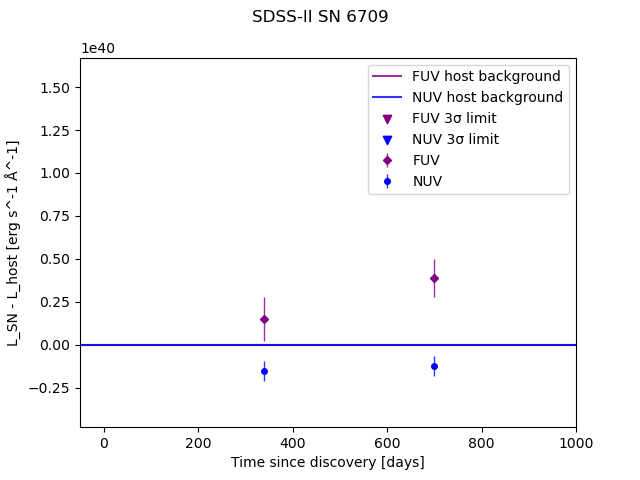 SDSS-II SN 6709
1e40
FUV host background
NUV host background
FUV 3σ limit
NUV 3σ limit
FUV
NUV
1.50
1.25
1.00
0.75
0.50
0.25
0.00
−0.25
L_SN - L_host [erg s^-1 Å^-1]
0
200
400
600
800
1000
Time since discovery [days]